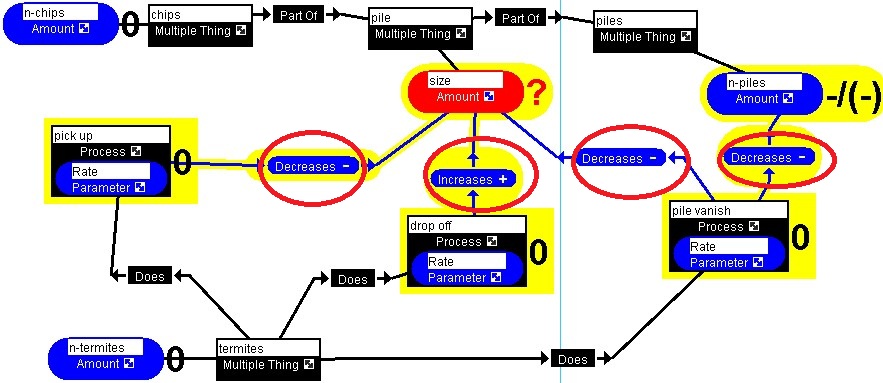 n-chips
Amount
0
chips
Multiple Thing
Part Of
pile
Multiple Thing
Part Of
piles
Multiple Thing
size
Amount
?
n-piles
Amount
-/(-)
pick up
Process
Rate
Parameter
0
Decreases -
Increases +
Decreases -
Decreases -
drop off
Process
Rate
Parameter
0
pile vanish
Process
Rate
Parameter
0
Does
Does
n-termites
Amount
0
termites
Multiple Thing
Does